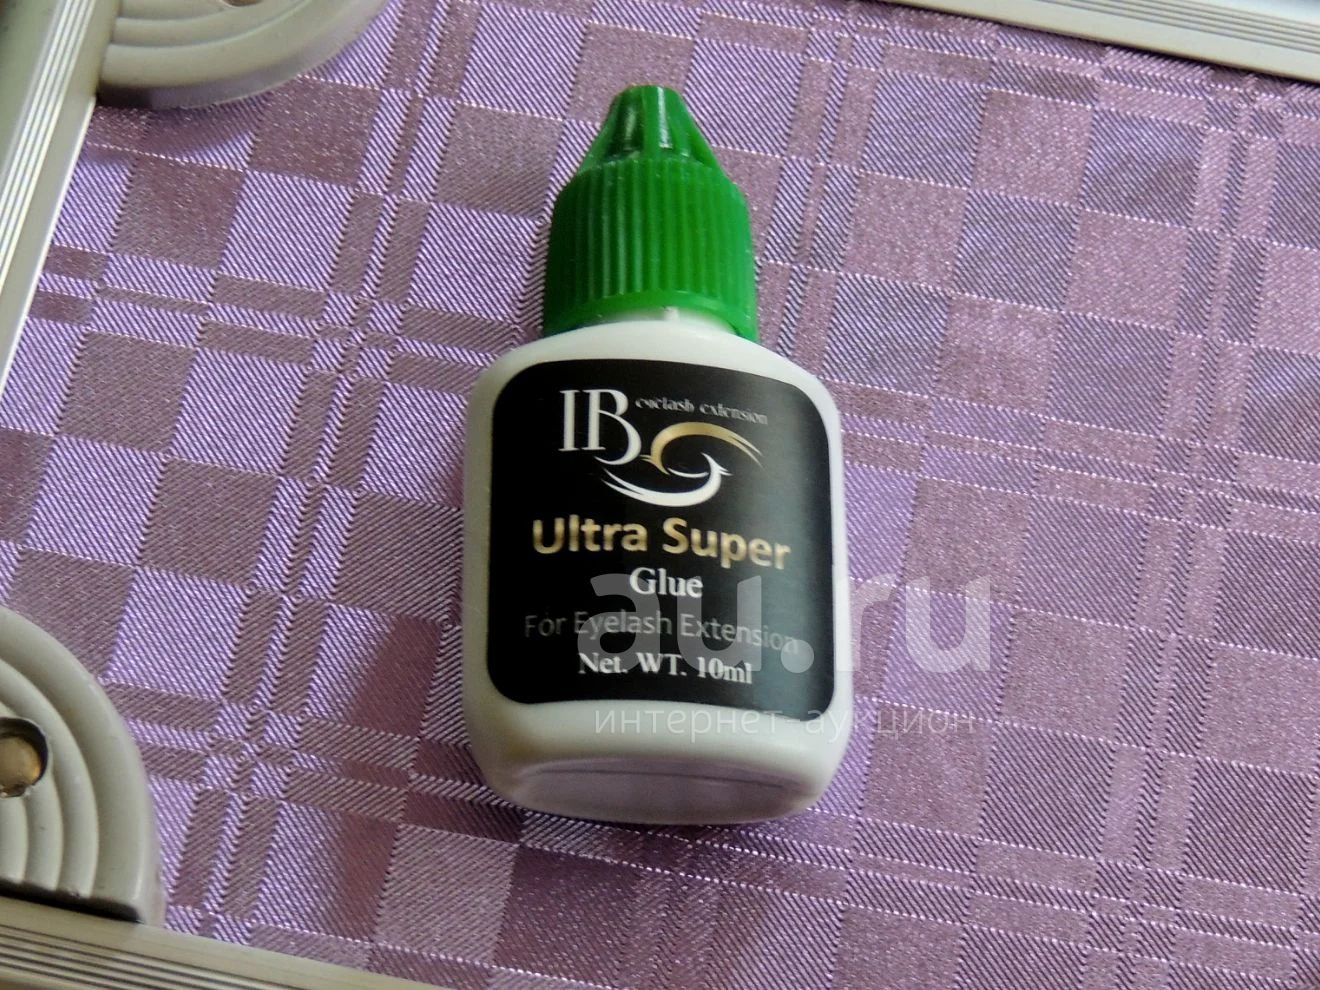 IB eyelash extension
Ultra Super
Glue
For Eyelash Extension
Net. WT. 10ml
au.ru
интернет-аукцион